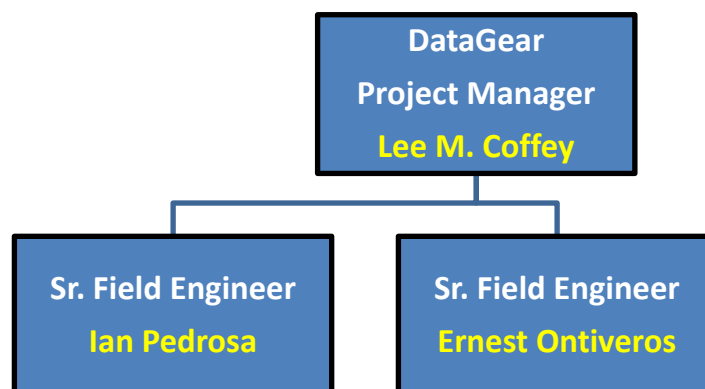 DataGear
Project Manager
Lee M. Coffey
Sr. Field Engineer
Ian Pedrosa
Sr. Field Engineer
Ernest Ontiveros